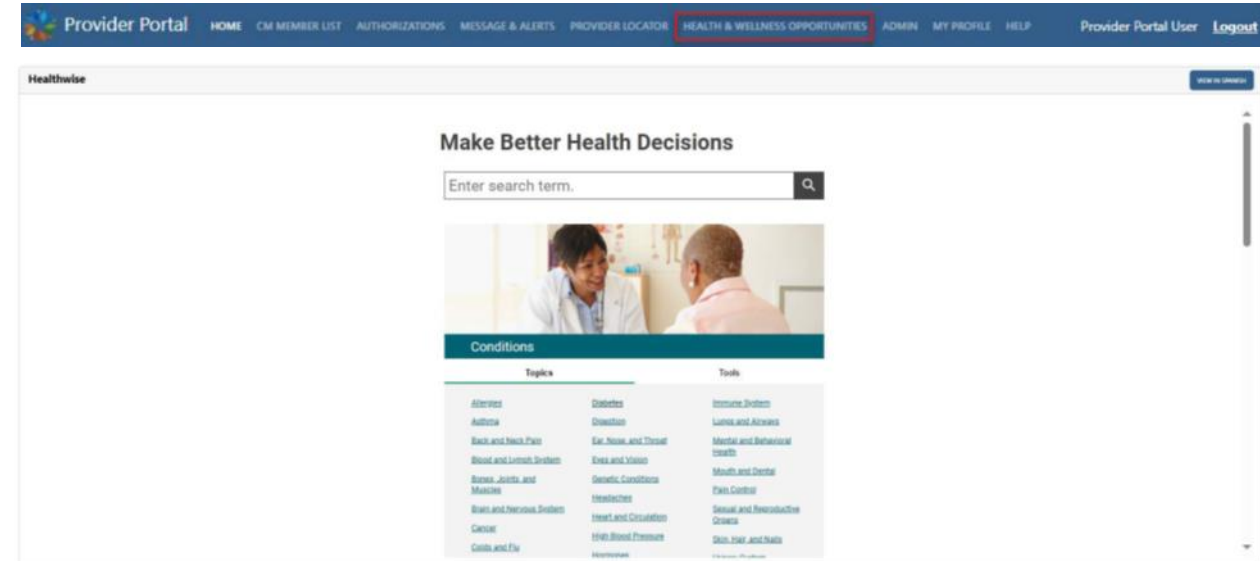 Provider Portal HOME CM MEMBER LIST AUTHORIZATIONS MESSAGE & ALERTS PROVIDER LOCATOR HEALTH & WELLNESS OPPORTUNITIES ADMIN MY PROFILE HELP Provider Portal User Logout
Healthwise VIEW IN SPANISH
Make Better Health Decisions
Enter search term.
Conditions
Topics Tools
Allergies
Asthma
Back and Neck Pain
Blood and Lymph System
Bones, Joints, and
Muscles
Brain and Nervous System
Cancer
Colds and Flu
Diabetes
Digestion
Ear, Nose, and Throat
Eyes and Vision
Genetic Conditions
Headaches
Heart and Circulation
High Blood Pressure
Hormones
Immune System
Lungs and Airways
Mental and Behavioral
Health
Mouth and Dental
Pain Control
Sexual and Reproductive
Organs
Skin, Hair, and Nails